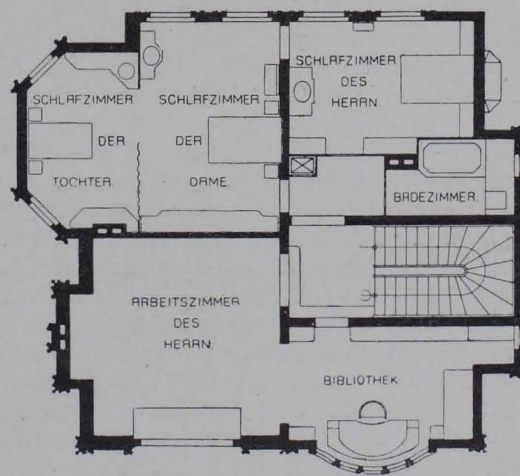 SCHLAFZIMMER
DER
TOCHTER.
SCHLAFZIMMER
DER
DAME.
SCHLAFZIMMER
DES
HERRN.
BADEZIMMER.
ARBEITSZIMMER
DES
HERRN.
BIBLIOTHEK